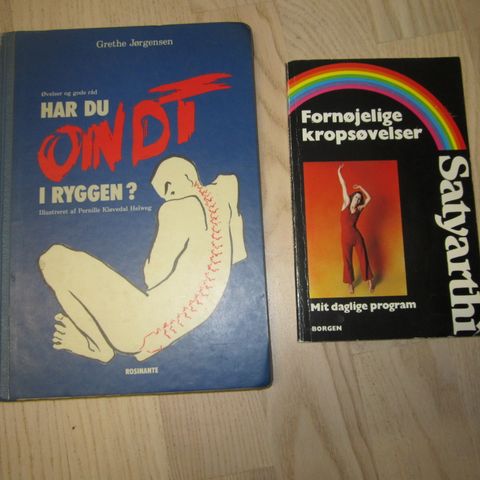 Grethe Jørgensen
Øvelser og gode råd
HAR DU
ONDT
I RYGGEN?
Illustreret af Pernille Kløvedal Helweg
ROSINANTE
Fornøjelige
kropsøvelser
Satyarthi
Mit daglige program
BORGEN